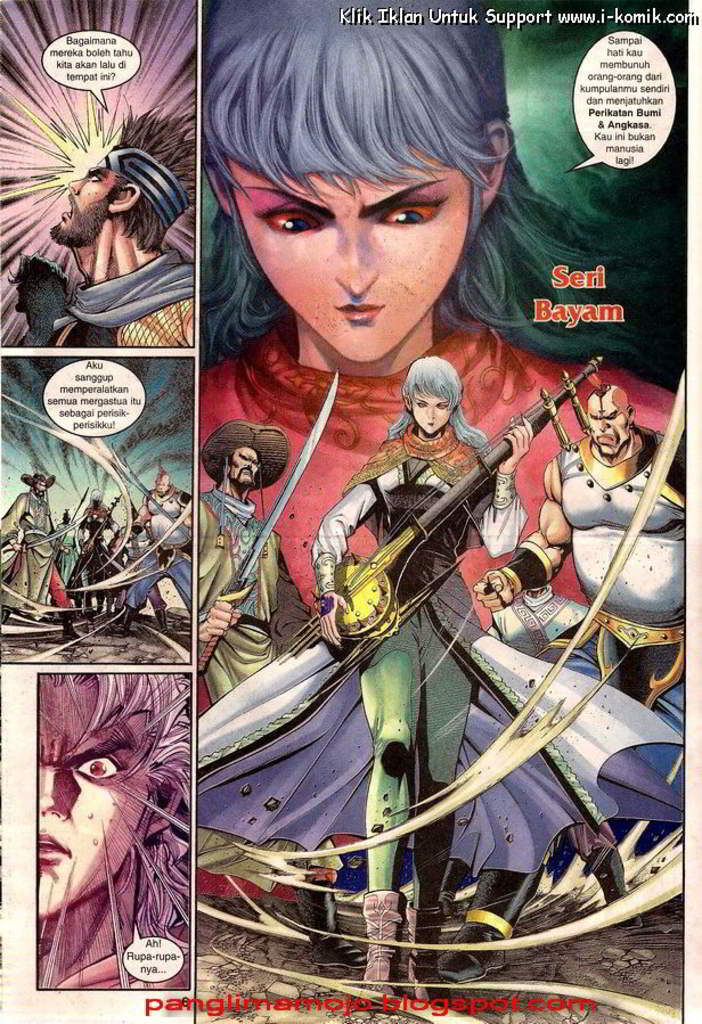 Klik Iklan Untuk Support www.i-komik.com
Bagaimana
mereka boleh tahu
kita akan lalu di
tempat ini?
Sampai
hati kau
membunuh
orang-orang dari
kumpulanmu sendiri
dan menjatuhkan
Perikatan Bumi
& Angkasa.
Kau ini bukan
manusia
lagi!
Seri
Bayam
Aku
sanggup
memperalatkan
semua mergastua itu
sebagai perisik-
perisikku!
Ah!
Rupa-rupa-
nya...
panglimamojo.blogspot.com